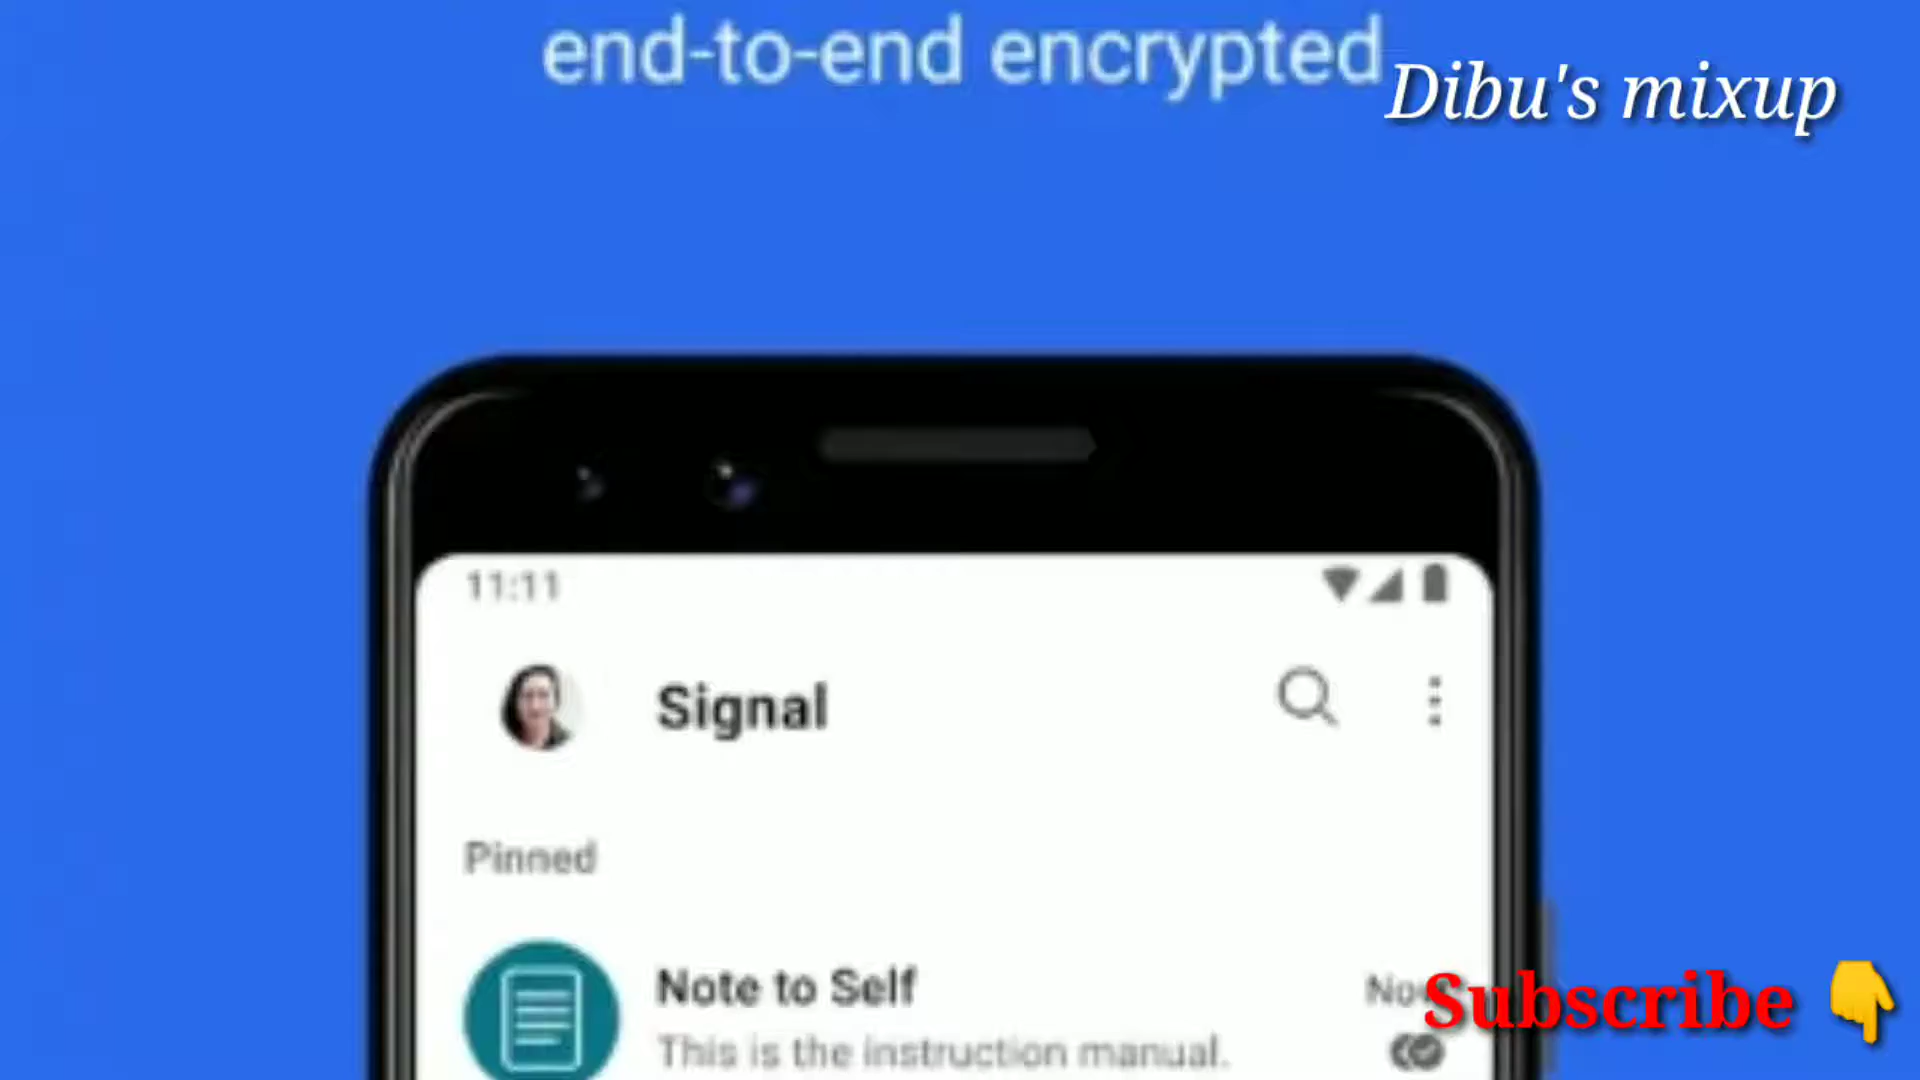 end-to-end encrypted
Dibu's mixup
11:11
Signal
Pinned
Note to Self
Now
This is the instruction manual.
Subscribe 👇